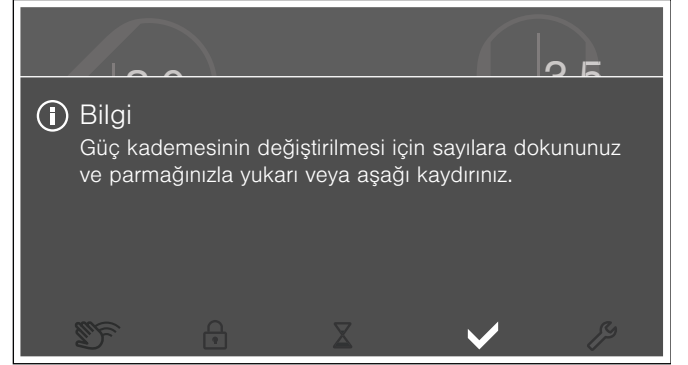 Bilgi
Güç kademesinin değiştirilmesi için sayılara dokununuz
ve parmağınızla yukarı veya aşağı kaydırınız.